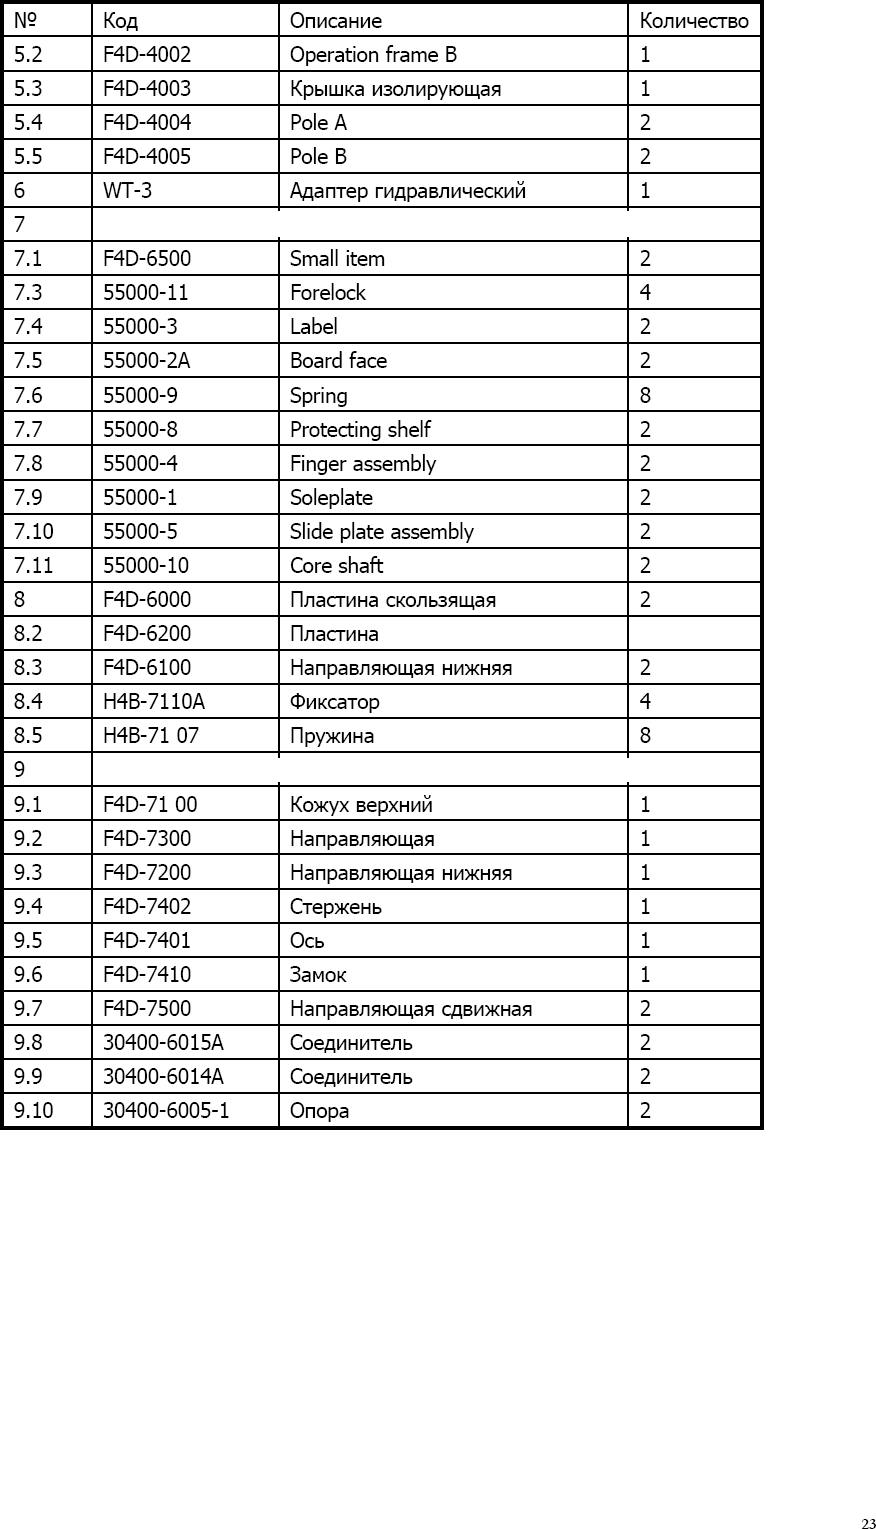 № Код Описание Количество
5.2 F4D-4002 Operation frame B 1
5.3 F4D-4003 Крышка изолирующая 1
5.4 F4D-4004 Pole A 2
5.5 F4D-4005 Pole B 2
6 WT-3 Адаптер гидравлический 1
7
7.1 F4D-6500 Small item 2
7.3 55000-11 Forelock 4
7.4 55000-3 Label 2
7.5 55000-2A Board face 2
7.6 55000-9 Spring 8
7.7 55000-8 Protecting shelf 2
7.8 55000-4 Finger assembly 2
7.9 55000-1 Soleplate 2
7.10 55000-5 Slide plate assembly 2
7.11 55000-10 Core shaft 2
8 F4D-6000 Пластина скользящая 2
8.2 F4D-6200 Пластина
8.3 F4D-6100 Направляющая нижняя 2
8.4 H4B-7110A Фиксатор 4
8.5 H4B-71 07 Пружина 8
9
9.1 F4D-71 00 Кожух верхний 1
9.2 F4D-7300 Направляющая 1
9.3 F4D-7200 Направляющая нижняя 1
9.4 F4D-7402 Стержень 1
9.5 F4D-7401 Ось 1
9.6 F4D-7410 Замок 1
9.7 F4D-7500 Направляющая сдвижная 2
9.8 30400-6015A Соединитель 2
9.9 30400-6014A Соединитель 2
9.10 30400-6005-1 Опора 2
23